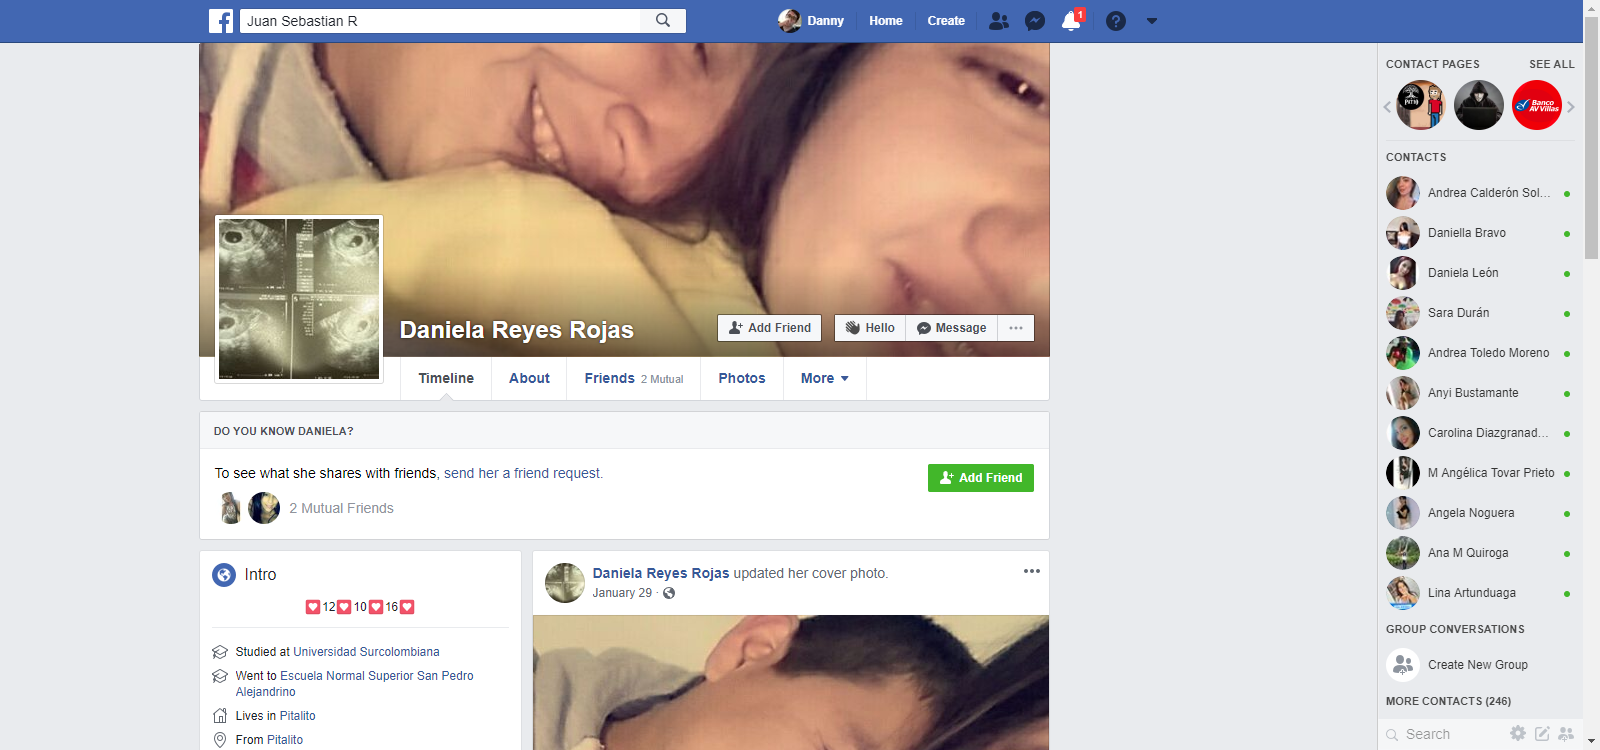 Juan Sebastian R
Danny
Home
Create
1
Daniela Reyes Rojas
Add Friend
Hello
Message
Timeline
About
Friends 2 Mutual
Photos
More
DO YOU KNOW DANIELA?
To see what she shares with friends, send her a friend request.
Add Friend
2 Mutual Friends
Intro
12 10 16
Studied at Universidad Surcolombiana
Went to Escuela Normal Superior San Pedro
Alejandrino
Lives in Pitalito
From Pitalito
Daniela Reyes Rojas updated her cover photo.
January 29 ·
CONTACT PAGES
SEE ALL
Banco
AV Villas
CONTACTS
Andrea Calderón Sol...
Daniella Bravo
Daniela León
Sara Durán
Andrea Toledo Moreno
Anyi Bustamante
Carolina Diazgranad...
M Angélica Tovar Prieto
Angela Noguera
Ana M Quiroga
Lina Artunduaga
GROUP CONVERSATIONS
Create New Group
MORE CONTACTS (246)
Search